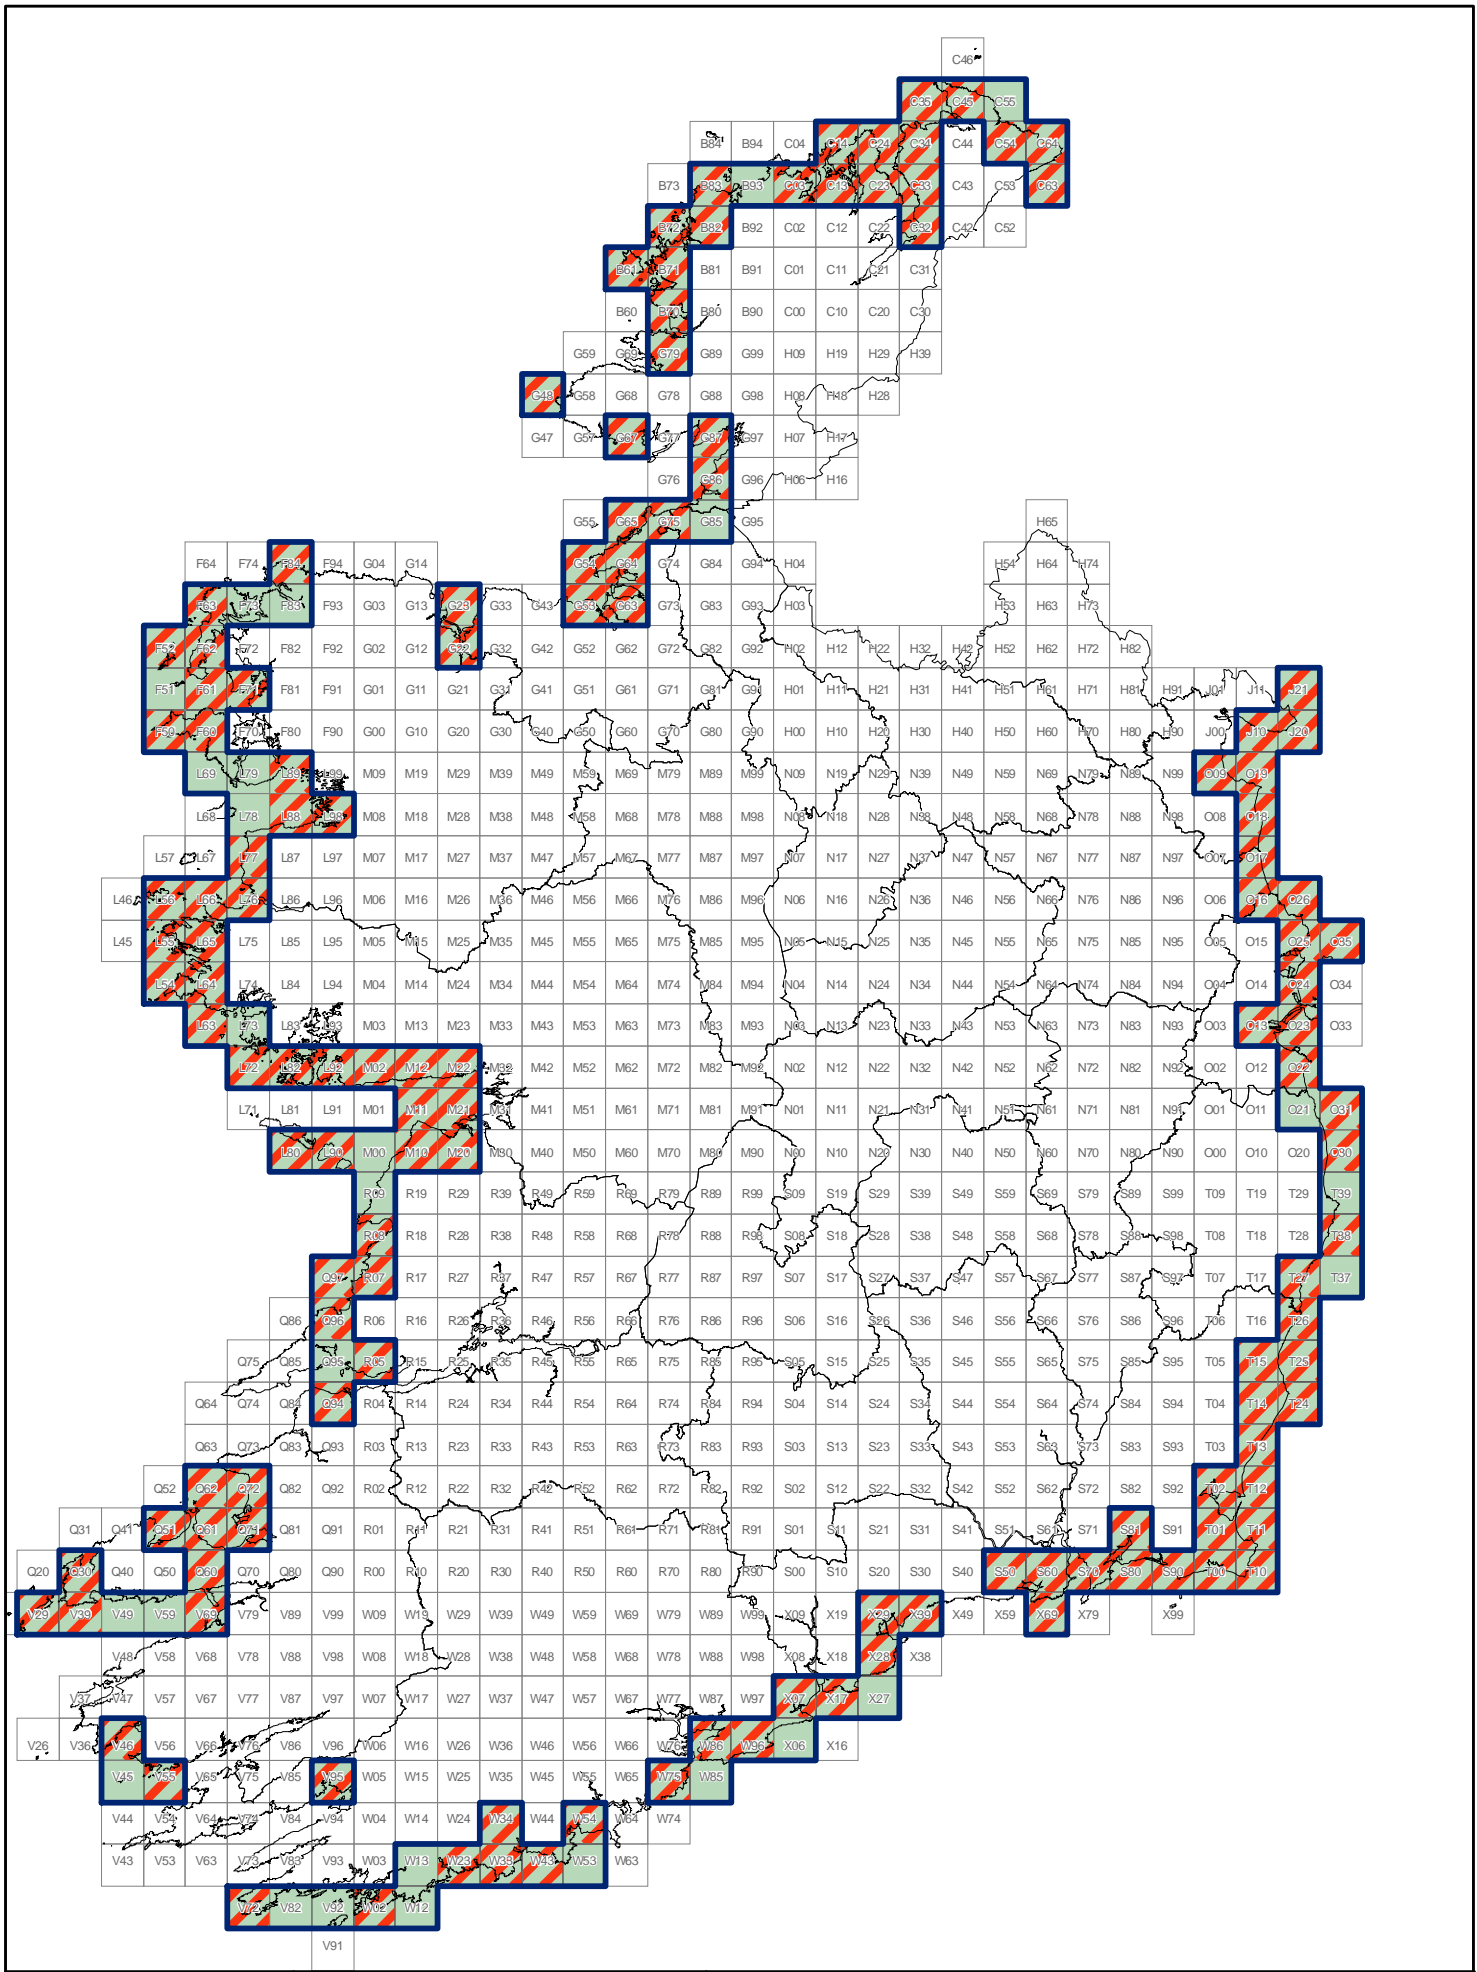 C46
C35 C45 C55
B84 B94 C04 C14 C24 C34 C44 C54 C64
B73 B83 B93 C03 C13 C23 C33 C43 C53 C63
B72 B82 B92 C02 C12 C22 C32 C42 C52
B61 B71 B81 B91 C01 C11 C21 C31
B60 B70 B80 B90 C00 C10 C20 C30
G59 G69 G79 G89 G99 H09 H19 H29 H39
G48 G58 G68 G78 G88 G98 H08 H18 H28
G47 G57 G67 G77 G87 G97 H07 H17
G76 G86 G96 H06 H16
G55 G65 G75 G85 G95 H65
F64 F74 F84 F94 G04 G14 G54 G64 G74 G84 G94 H04 H54 H64 H74
F63 F73 F83 F93 G03 G13 G23 G33 G43 G53 G63 G73 G83 G93 H03 H53 H63 H73
F52 F62 F72 F82 F92 G02 G12 G22 G32 G42 G52 G62 G72 G82 G92 H02 H12 H22 H32 H42 H52 H62 H72 H82
F51 F61 F71 F81 F91 G01 G11 G21 G31 G41 G51 G61 G71 G81 G91 H01 H11 H21 H31 H41 H51 H61 H71 H81 H91 J01 J11 J21
F50 F60 F70 F80 F90 G00 G10 G20 G30 G40 G50 G60 G70 G80 G90 H00 H10 H20 H30 H40 H50 H60 H70 H80 H90 J00 J10 J20
L69 L79 L89 L99 M09 M19 M29 M39 M49 M59 M69 M79 M89 M99 N09 N19 N29 N39 N49 N59 N69 N79 N89 N99 O09 O19
L68 L78 L88 L98 M08 M18 M28 M38 M48 M58 M68 M78 M88 M98 N08 N18 N28 N38 N48 N58 N68 N78 N88 N98 O08 O18
L57 L67 L77 L87 L97 M07 M17 M27 M37 M47 M57 M67 M77 M87 M97 N07 N17 N27 N37 N47 N57 N67 N77 N87 N97 O07 O17
L46 L56 L66 L76 L86 L96 M06 M16 M26 M36 M46 M56 M66 M76 M86 M96 N06 N16 N26 N36 N46 N56 N66 N76 N86 N96 O06 O16 O26
L45 L55 L65 L75 L85 L95 M05 M15 M25 M35 M45 M55 M65 M75 M85 M95 N05 N15 N25 N35 N45 N55 N65 N75 N85 N95 O05 O15 O25 O35
L54 L64 L74 L84 L94 M04 M14 M24 M34 M44 M54 M64 M74 M84 M94 N04 N14 N24 N34 N44 N54 N64 N74 N84 N94 O04 O14 O24 O34
L63 L73 L83 L93 M03 M13 M23 M33 M43 M53 M63 M73 M83 M93 N03 N13 N23 N33 N43 N53 N63 N73 N83 N93 O03 O13 O23 O33
L72 L82 L92 M02 M12 M22 M32 M42 M52 M62 M72 M82 M92 N02 N12 N22 N32 N42 N52 N62 N72 N82 N92 O02 O12 O22
L71 L81 L91 M01 M11 M21 M31 M41 M51 M61 M71 M81 M91 N01 N11 N21 N31 N41 N51 N61 N71 N81 N91 O01 O11 O21 O31
L80 L90 M00 M10 M20 M30 M40 M50 M60 M70 M80 M90 N00 N10 N20 N30 N40 N50 N60 N70 N80 N90 O00 O10 O20 O30
R09 R19 R29 R39 R49 R59 R69 R79 R89 R99 S09 S19 S29 S39 S49 S59 S69 S79 S89 S99 T09 T19 T29 T39
R08 R18 R28 R38 R48 R58 R68 R78 R88 R98 S08 S18 S28 S38 S48 S58 S68 S78 S88 S98 T08 T18 T28 T38
Q97 R07 R17 R27 R37 R47 R57 R67 R77 R87 R97 S07 S17 S27 S37 S47 S57 S67 S77 S87 S97 T07 T17 T27 T37
Q86 Q96 R06 R16 R26 R36 R46 R56 R66 R76 R86 R96 S06 S16 S26 S36 S46 S56 S66 S76 S86 S96 T06 T16 T26
Q75 Q85 Q95 R05 R15 R25 R35 R45 R55 R65 R75 R85 R95 S05 S15 S25 S35 S45 S55 S65 S75 S85 S95 T05 T15 T25
Q64 Q74 Q84 Q94 R04 R14 R24 R34 R44 R54 R64 R74 R84 R94 S04 S14 S24 S34 S44 S54 S64 S74 S84 S94 T04 T14 T24
Q63 Q73 Q83 Q93 R03 R13 R23 R33 R43 R53 R63 R73 R83 R93 S03 S13 S23 S33 S43 S53 S63 S73 S83 S93 T03 T13
Q52 Q62 Q72 Q82 Q92 R02 R12 R22 R32 R42 R52 R62 R72 R82 R92 S02 S12 S22 S32 S42 S52 S62 S72 S82 S92 T02 T12
Q31 Q41 Q51 Q61 Q71 Q81 Q91 R01 R11 R21 R31 R41 R51 R61 R71 R81 R91 S01 S11 S21 S31 S41 S51 S61 S71 S81 S91 T01 T11
Q20 Q30 Q40 Q50 Q60 Q70 Q80 Q90 R00 R10 R20 R30 R40 R50 R60 R70 R80 R90 S00 S10 S20 S30 S40 S50 S60 S70 S80 S90 T00 T10
V29 V39 V49 V59 V69 V79 V89 V99 W09 W19 W29 W39 W49 W59 W69 W79 W89 W99 X09 X19 X29 X39 X49 X59 X69 X79 X99
V48 V58 V68 V78 V88 V98 W08 W18 W28 W38 W48 W58 W68 W78 W88 W98 X08 X18 X28 X38
V37 V47 V57 V67 V77 V87 V97 W07 W17 W27 W37 W47 W57 W67 W77 W87 W97 X07 X17 X27
V26 V36 V46 V56 V66 V76 V86 V96 W06 W16 W26 W36 W46 W56 W66 W76 W86 W96 X06 X16
V45 V55 V65 V75 V85 V95 W05 W15 W25 W35 W45 W55 W65 W75 W85
V44 V54 V64 V74 V84 V94 W04 W14 W24 W34 W44 W54 W64 W74
V43 V53 V63 V73 V83 V93 W03 W13 W23 W33 W43 W53 W63
V72 V82 V92 W02 W12
V91